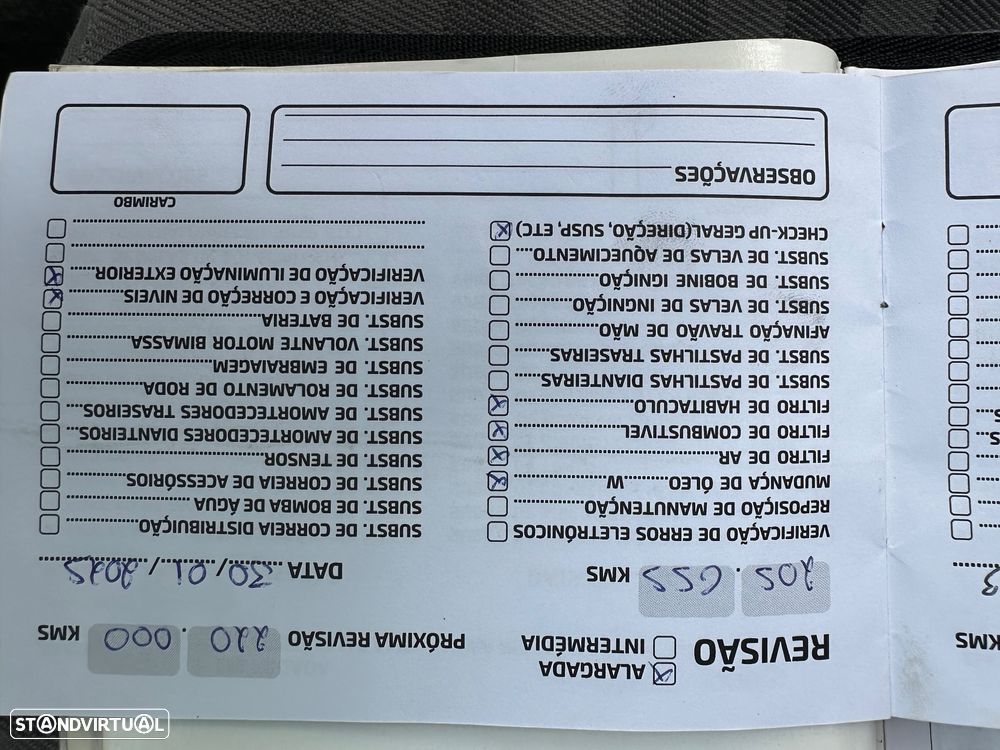 REVISÃO
ALARGADA
INTERMÉDIA
PRÓXIMA REVISÃO 220 . 000 KMS
205 . 655 KMS
DATA 30/01/2025
VERIFICAÇÃO DE ERROS ELETRÓNICOS
REPOSIÇÃO DE MANUTENÇÃO
MUDANÇA DE ÓLEO..........W
FILTRO DE AR
FILTRO DE COMBUSTIVEL
FILTRO DE HABITACULO
SUBST. DE PASTILHAS DIANTEIRAS
SUBST. DE PASTILHAS TRASEIRAS
AFINAÇÃO TRAVÃO DE MÃO
SUBST. DE VELAS DE INGNIÇÃO
SUBST. DE BOBINE IGNIÇÃO
SUBST. DE VELAS DE AQUECIMENTO
CHECK-UP GERAL(DIREÇÃO, SUSP, ETC)
SUBST. DE CORREIA DISTRIBUIÇÃO
SUBST. DE BOMBA DE ÁGUA
SUBST. DE CORREIA DE ACESSÓRIOS
SUBST. DE TENSOR
SUBST. DE AMORTECEDORES DIANTEIROS
SUBST. DE AMORTECEDORES TRASEIROS
SUBST. DE ROLAMENTO DE RODA
SUBST. DE EMBRAIAGEM
SUBST. VOLANTE MOTOR BIMASSA
SUBST. DE BATERIA
VERIFICAÇÃO E CORREÇÃO DE NIVEIS
VERIFICAÇÃO DE ILUMINAÇÃO EXTERIOR
CARIMBO
OBSERVAÇÕES
KMS
STANDVIRTUAL